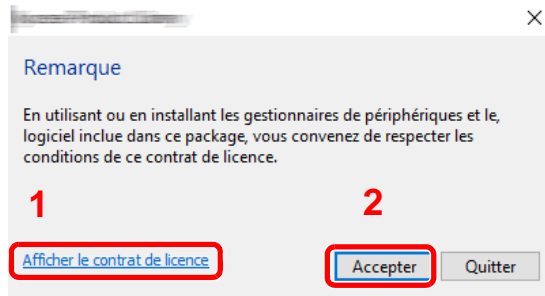 Remarque
En utilisant ou en installant les gestionnaires de périphériques et le,
logiciel inclue dans ce package, vous convenez de respecter les
conditions de ce contrat de licence.
1
2
Afficher le contrat de licence
Accepter
Quitter